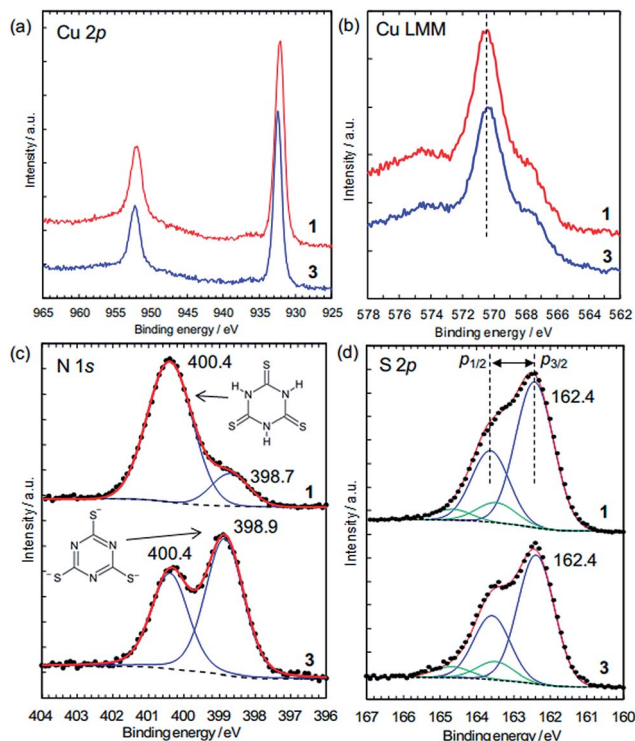 (a) Cu 2p
Intensity / a.u.
1
3
965 960 955 950 945 940 935 930 925
Binding energy / eV
(b) Cu LMM
Intensity / a.u.
1
3
578 576 574 572 570 568 566 564 562
Binding energy / eV
(c) N 1s
Intensity / a.u.
400.4
S
H N N H
S N S
H
398.7
1
S⁻
N N
⁻S N S⁻
400.4
398.9
3
404 403 402 401 400 399 398 397 396
Binding energy / eV
(d) S 2p
Intensity / a.u.
p1/2 p3/2
162.4
1
162.4
3
167 166 165 164 163 162 161 160
Binding energy / eV